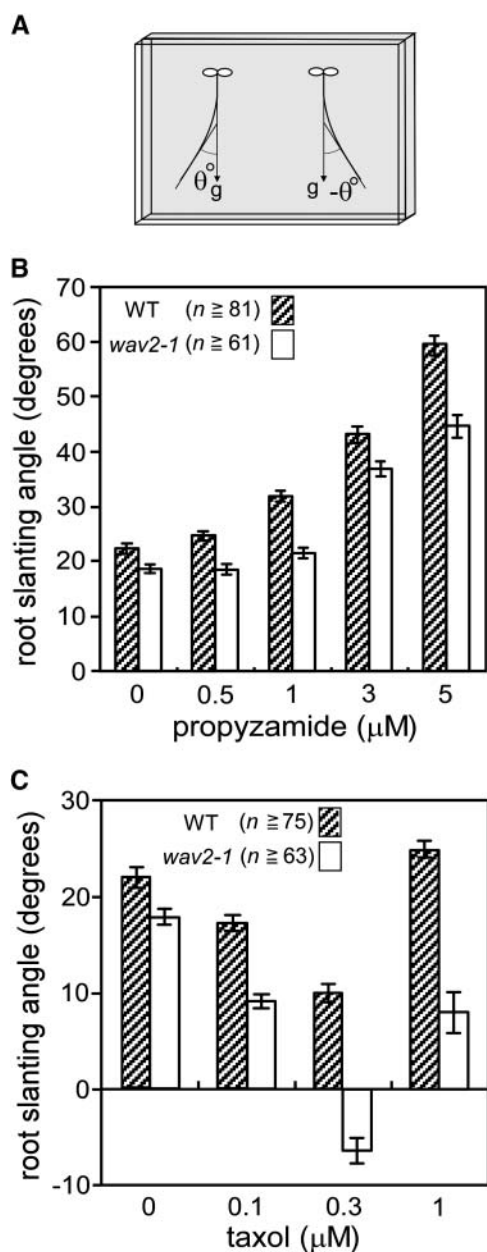 A
θ° g
g -θ°
B
root slanting angle (degrees)
70
60
50
40
30
20
10
0
WT (n ≧ 81)
wav2-1 (n ≧ 61)
0 0.5 1 3 5
propyzamide (μM)
C
root slanting angle (degrees)
30
20
10
0
-10
WT (n ≧ 75)
wav2-1 (n ≧ 63)
0 0.1 0.3 1
taxol (μM)